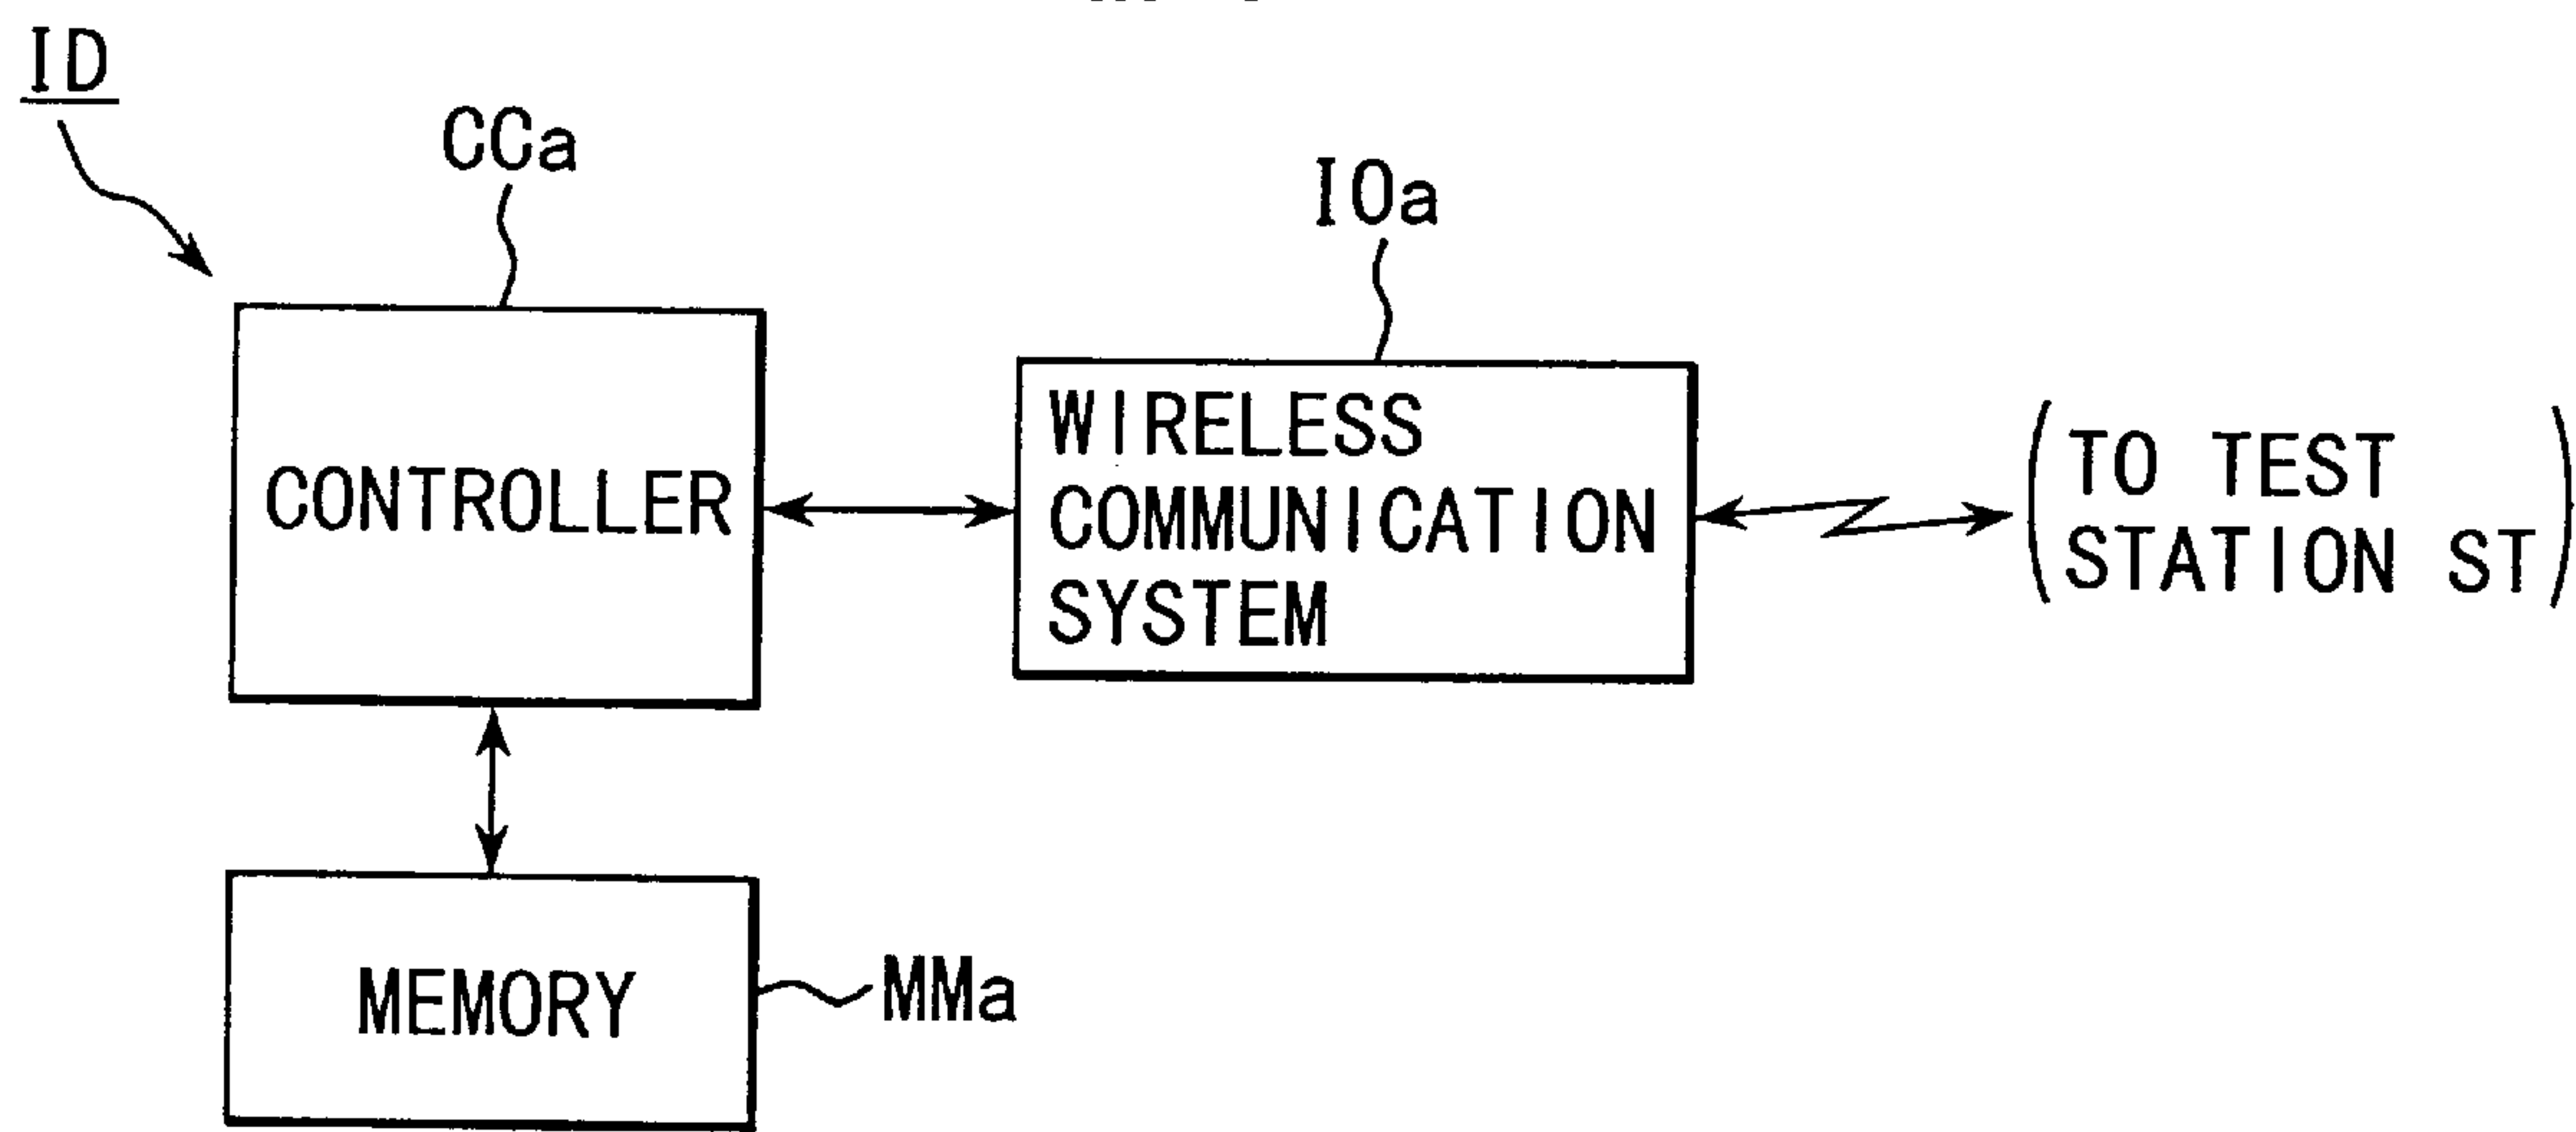 ID
CCa
IOa
CONTROLLER
WIRELESS
COMMUNICATION
SYSTEM
(TO TEST
STATION ST)
MEMORY
MMa